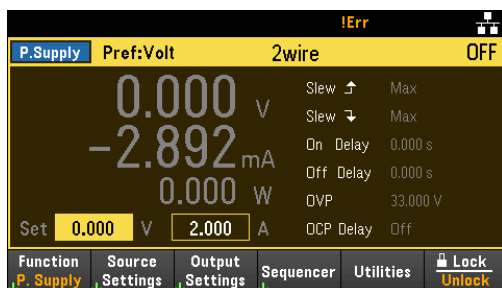 !Err
P.Supply Pref:Volt 2wire OFF
0.000 V
-2.892 mA
0.000 W
Slew Max
Slew Max
On Delay 0.000 s
Off Delay 0.000 s
OVP 33.000 V
OCP Delay Off
Set 0.000 V 2.000 A
Function Source Output Sequencer Utilities Lock
P. Supply Settings Settings Unlock